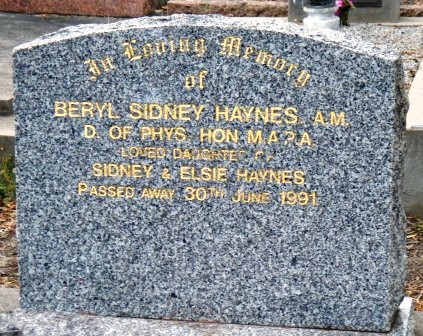 In Loving Memory
of
BERYL SIDNEY HAYNES. A.M.
D. OF PHYS. HON M.A.P.A.
LOVED DAUGHTER OF
SIDNEY & ELSIE HAYNES
PASSED AWAY 30TH JUNE 1991